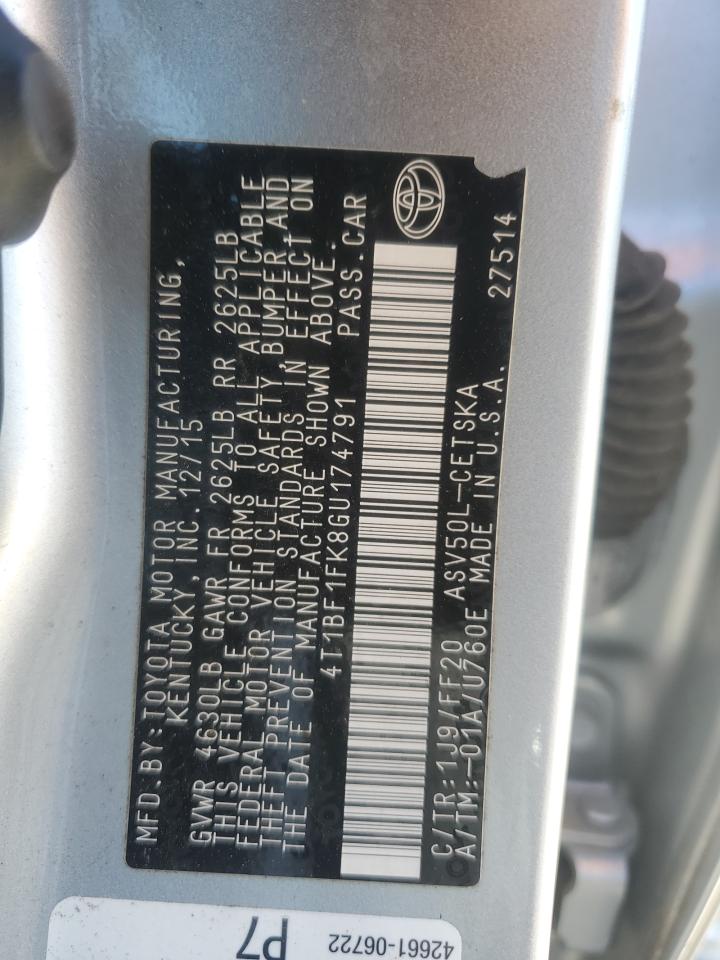 MFD.BY:TOYOTA MOTOR MANUFACTURING,
KENTUCKY, INC. 12/15
GVWR 4630LB GAWR FR 2625LB RR 2625LB
THIS VEHICLE CONFORMS TO ALL APPLICABLE
FEDERAL MOTOR VEHICLE SAFETY, BUMPER, AND
THEFT PREVENTION STANDARDS IN EFFECT ON
THE DATE OF MANUFACTURE SHOWN ABOVE.
4T1BF1FK8GU174791 PASS.CAR
C/TR:1J9/FF20 ASV50L-CETSKA
A/TM:-01A/U760E MADE IN U.S.A. 27514
42661-06722
P7